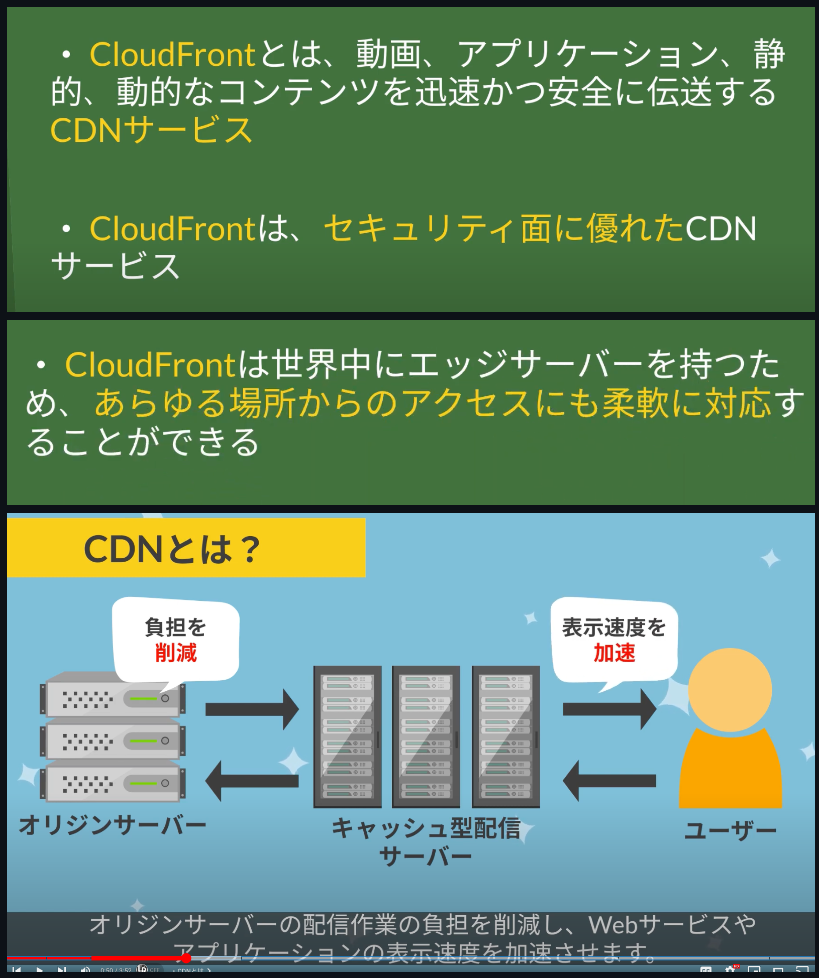 ・CloudFrontとは、動画、アプリケーション、静
的、動的なコンテンツを迅速かつ安全に伝送する
CDNサービス
・CloudFrontは、セキュリティ面に優れたCDN
サービス
・CloudFrontは世界中にエッジサーバーを持つた
め、あらゆる場所からのアクセスにも柔軟に対応す
ることができる
CDNとは？
負担を
削減
表示速度を
加速
オリジンサーバー
キャッシュ型配信
サーバー
ユーザー
オリジンサーバーの配信作業の負担を削減し、Webサービスや
アプリケーションの表示速度を加速させます。